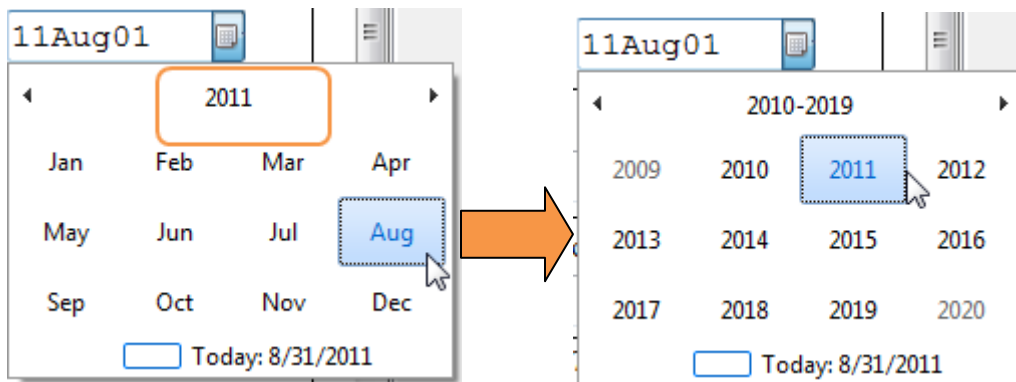 11Aug01
2011
Jan Feb Mar Apr
May Jun Jul Aug
Sep Oct Nov Dec
Today: 8/31/2011
11Aug01
2010-2019
2009 2010 2011 2012
2013 2014 2015 2016
2017 2018 2019 2020
Today: 8/31/2011